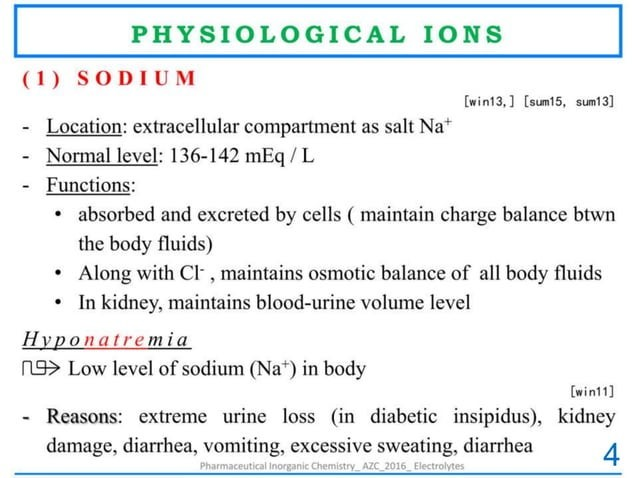 PHYSIOLOGICAL IONS
(1) SODIUM
[win13,] [sum15, sum13]
- Location: extracellular compartment as salt Na⁺
- Normal level: 136-142 mEq / L
- Functions:
• absorbed and excreted by cells ( maintain charge balance btwn
the body fluids)
• Along with Cl⁻ , maintains osmotic balance of all body fluids
• In kidney, maintains blood-urine volume level
Hyponatremia
Low level of sodium (Na⁺) in body
[win11]
- Reasons: extreme urine loss (in diabetic insipidus), kidney
damage, diarrhea, vomiting, excessive sweating, diarrhea
Pharmaceutical Inorganic Chemistry_ AZC_2016_ Electrolytes
4